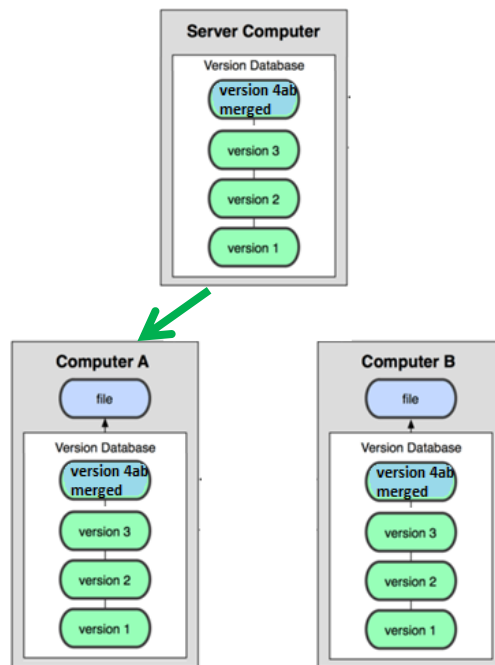 Server Computer
Version Database
version 4ab
merged
version 3
version 2
version 1
Computer A
file
Version Database
version 4ab
merged
version 3
version 2
version 1
Computer B
file
Version Database
version 4ab
merged
version 3
version 2
version 1